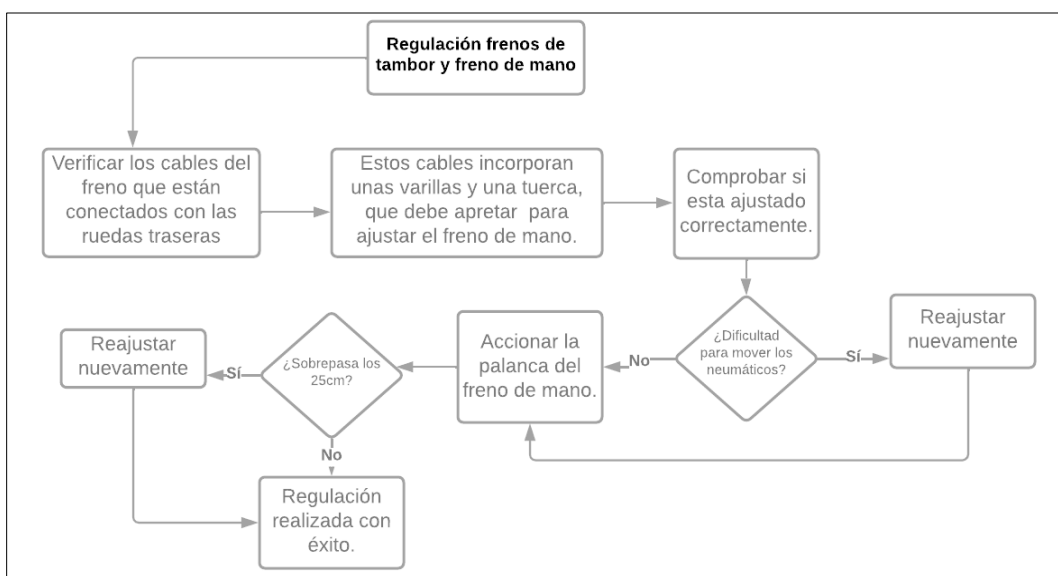 Regulación frenos de
tambor y freno de mano
Verificar los cables del
freno que están
conectados con las
ruedas traseras
Estos cables incorporan
unas varillas y una tuerca,
que debe apretar para
ajustar el freno de mano.
Comprobar si
esta ajustado
correctamente.
¿Dificultad
para mover los
neumáticos?
Sí
Reajustar
nuevamente
No
Accionar la
palanca del
freno de mano.
¿Sobrepasa los
25cm?
Sí
Reajustar
nuevamente
No
Regulación
realizada con
éxito.